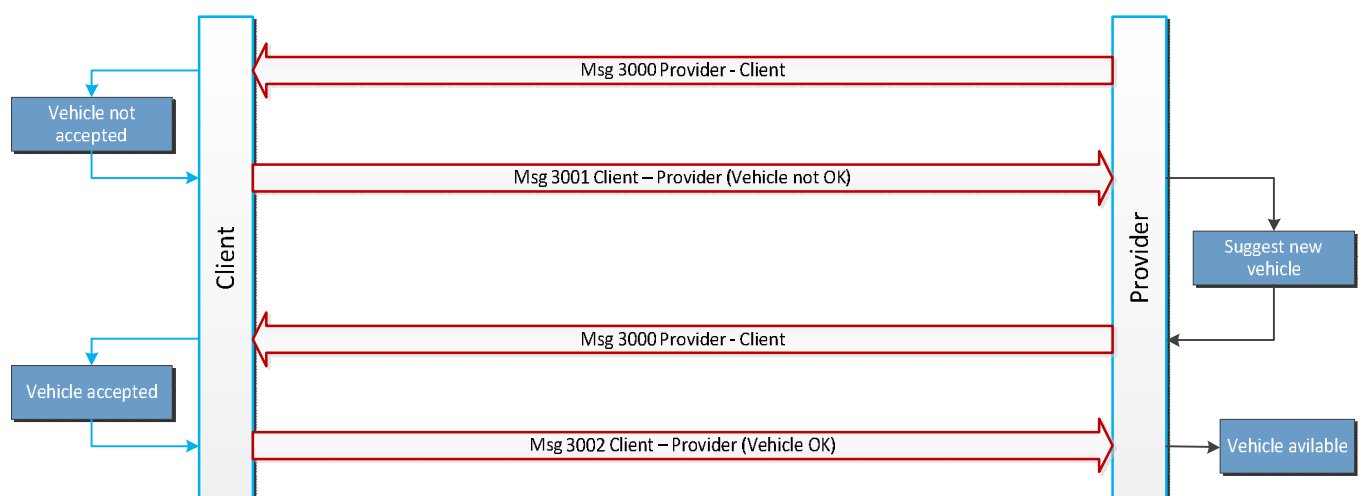 Msg 3000 Provider - Client
Vehicle not
accepted
Msg 3001 Client – Provider (Vehicle not OK)
Client
Provider
Suggest new
vehicle
Msg 3000 Provider - Client
Vehicle accepted
Msg 3002 Client – Provider (Vehicle OK)
Vehicle avilable